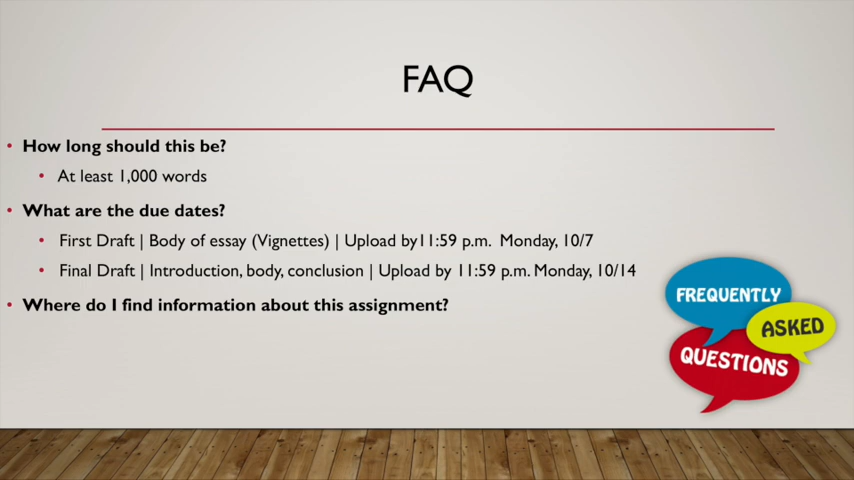 FAQ
How long should this be?
At least 1,000 words
What are the due dates?
First Draft | Body of essay (Vignettes) | Upload by11:59 p.m. Monday, 10/7
Final Draft | Introduction, body, conclusion | Upload by 11:59 p.m. Monday, 10/14
Where do I find information about this assignment?
FREQUENTLY
ASKED
QUESTIONS